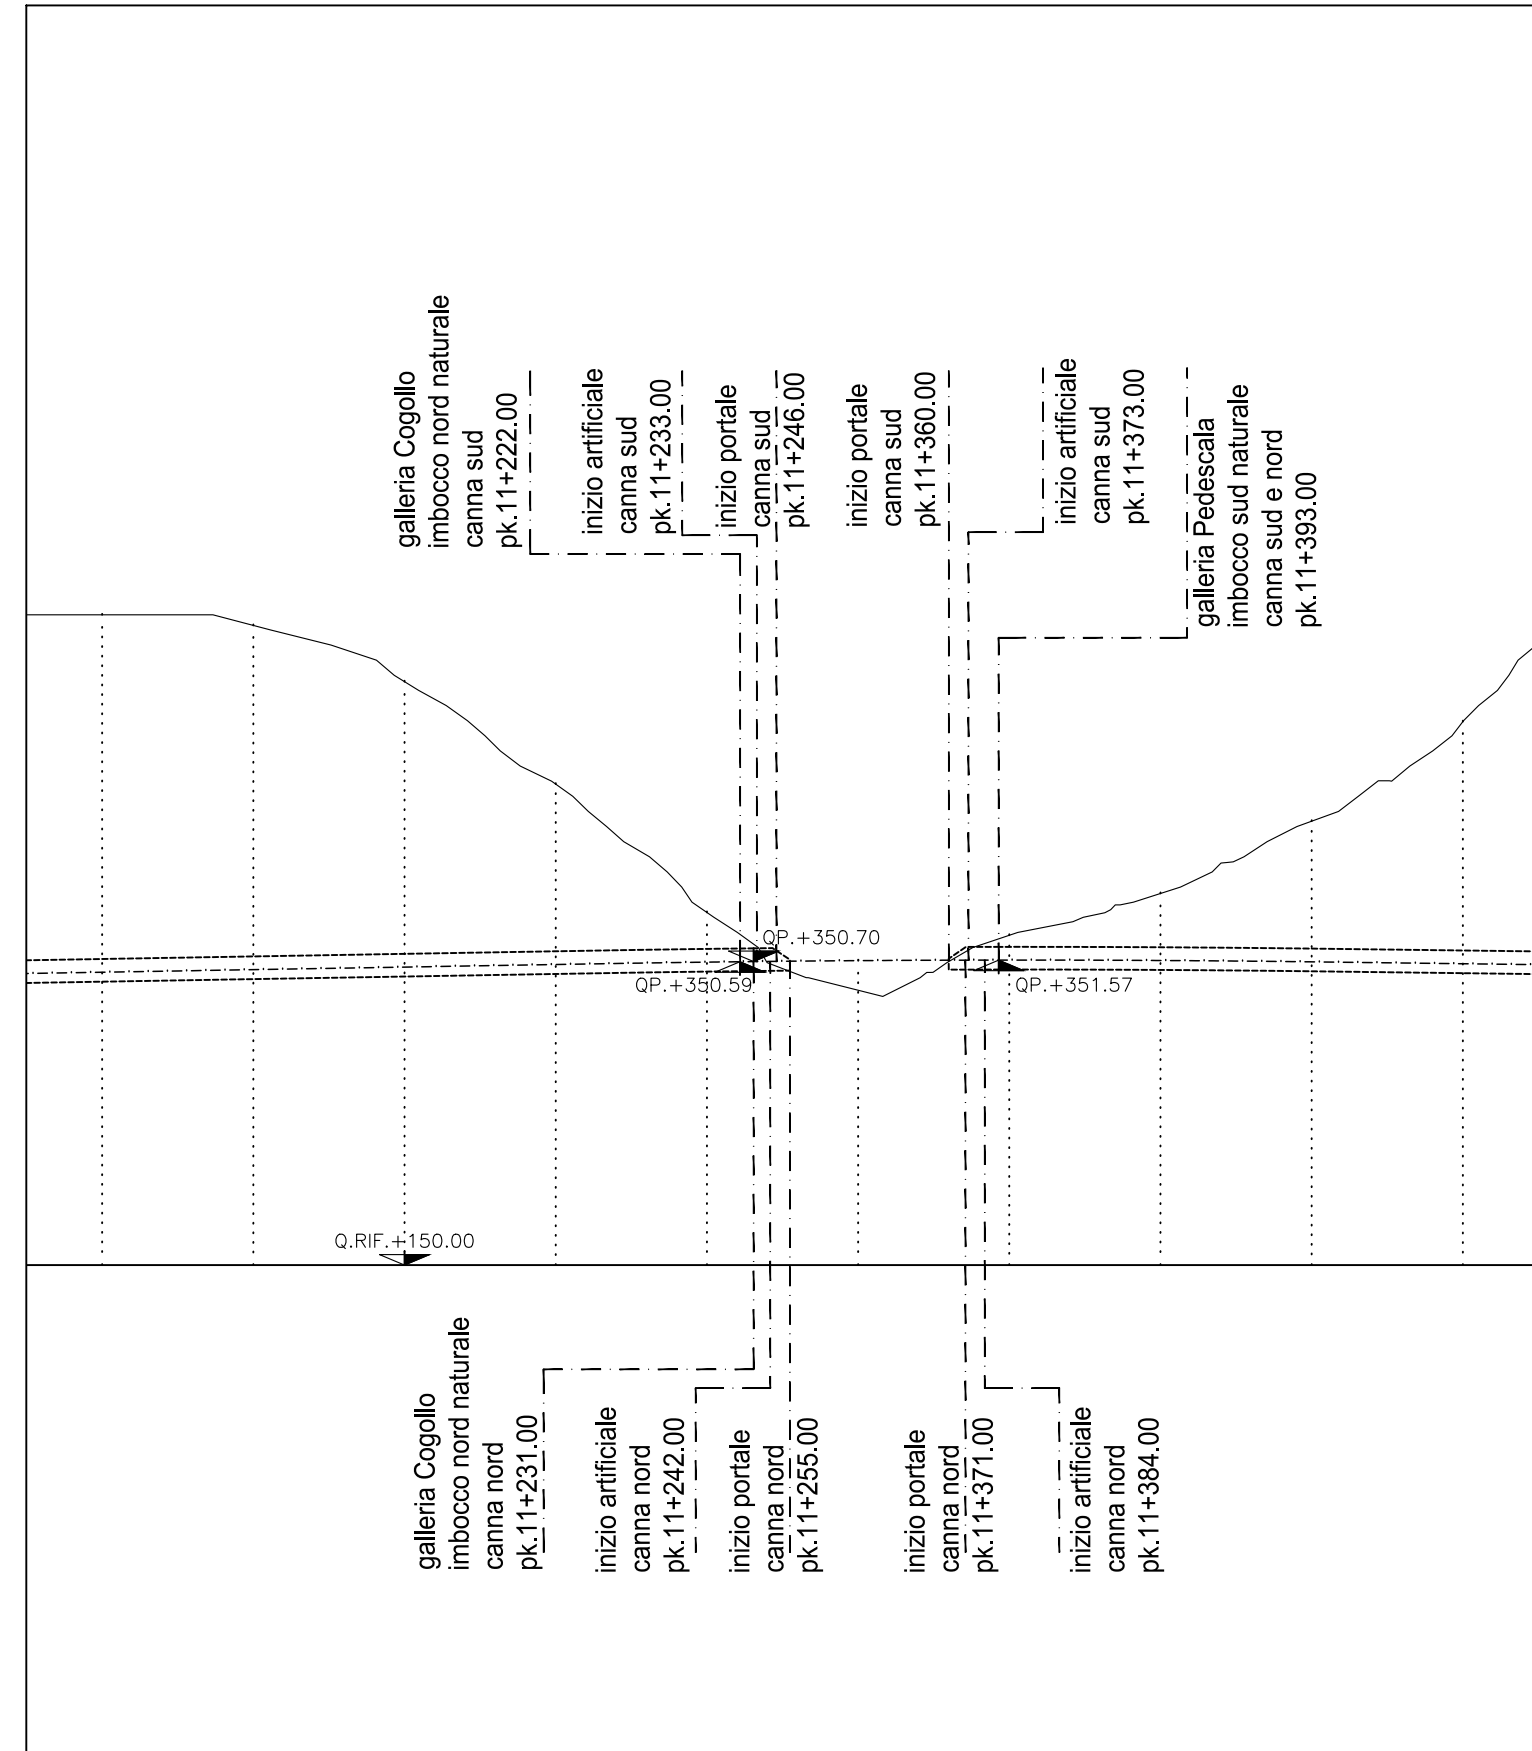 galleria Cogollo
imbocco nord naturale
canna sud
pk.11+222.00
inizio artificiale
canna sud
pk.11+233.00
inizio portale
canna sud
pk.11+246.00
inizio portale
canna sud
pk.11+360.00
inizio artificiale
canna sud
pk.11+373.00
galleria Pedescala
imbocco sud naturale
canna sud e nord
pk.11+393.00
QP.+350.70
QP.+350.59
QP.+351.57
Q.RIF.+150.00
galleria Cogollo
imbocco nord naturale
canna nord
pk.11+231.00
inizio artificiale
canna nord
pk.11+242.00
inizio portale
canna nord
pk.11+255.00
inizio portale
canna nord
pk.11+371.00
inizio artificiale
canna nord
pk.11+384.00